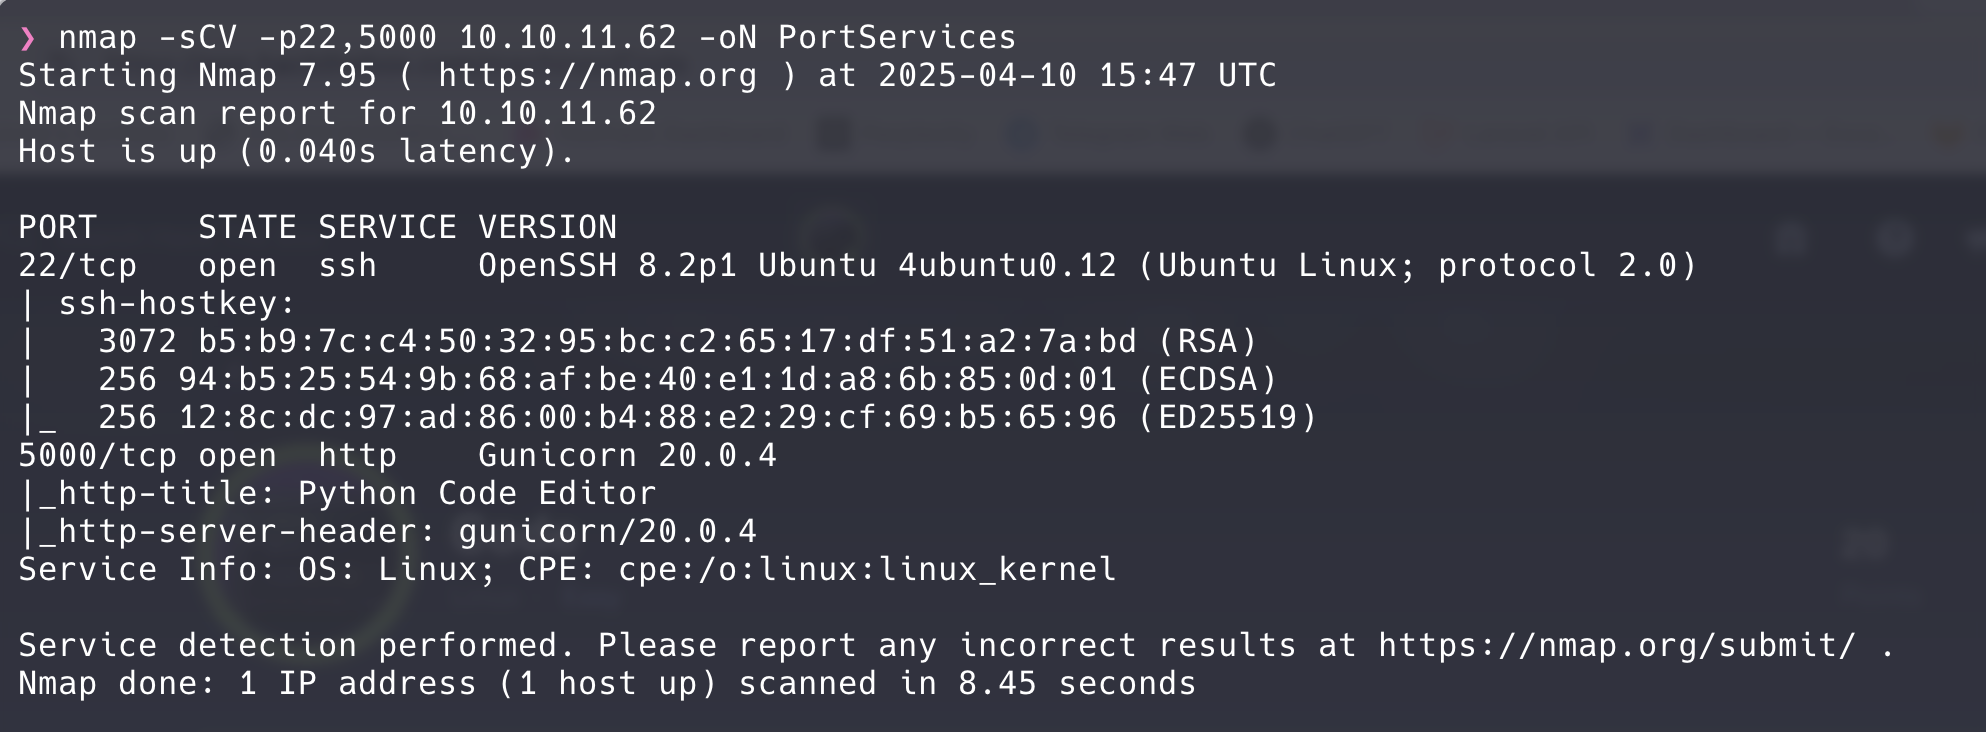 ❯ nmap -sCV -p22,5000 10.10.11.62 -oN PortServices
Starting Nmap 7.95 ( https://nmap.org ) at 2025-04-10 15:47 UTC
Nmap scan report for 10.10.11.62
Host is up (0.040s latency).

PORT     STATE SERVICE VERSION
22/tcp   open  ssh     OpenSSH 8.2p1 Ubuntu 4ubuntu0.12 (Ubuntu Linux; protocol 2.0)
| ssh-hostkey:
|   3072 b5:b9:7c:c4:50:32:95:bc:c2:65:17:df:51:a2:7a:bd (RSA)
|   256 94:b5:25:54:9b:68:af:be:40:e1:1d:a8:6b:85:0d:01 (ECDSA)
|_  256 12:8c:dc:97:ad:86:00:b4:88:e2:29:cf:69:b5:65:96 (ED25519)
5000/tcp open  http    Gunicorn 20.0.4
|_http-title: Python Code Editor
|_http-server-header: gunicorn/20.0.4
Service Info: OS: Linux; CPE: cpe:/o:linux:linux_kernel

Service detection performed. Please report any incorrect results at https://nmap.org/submit/ .
Nmap done: 1 IP address (1 host up) scanned in 8.45 seconds